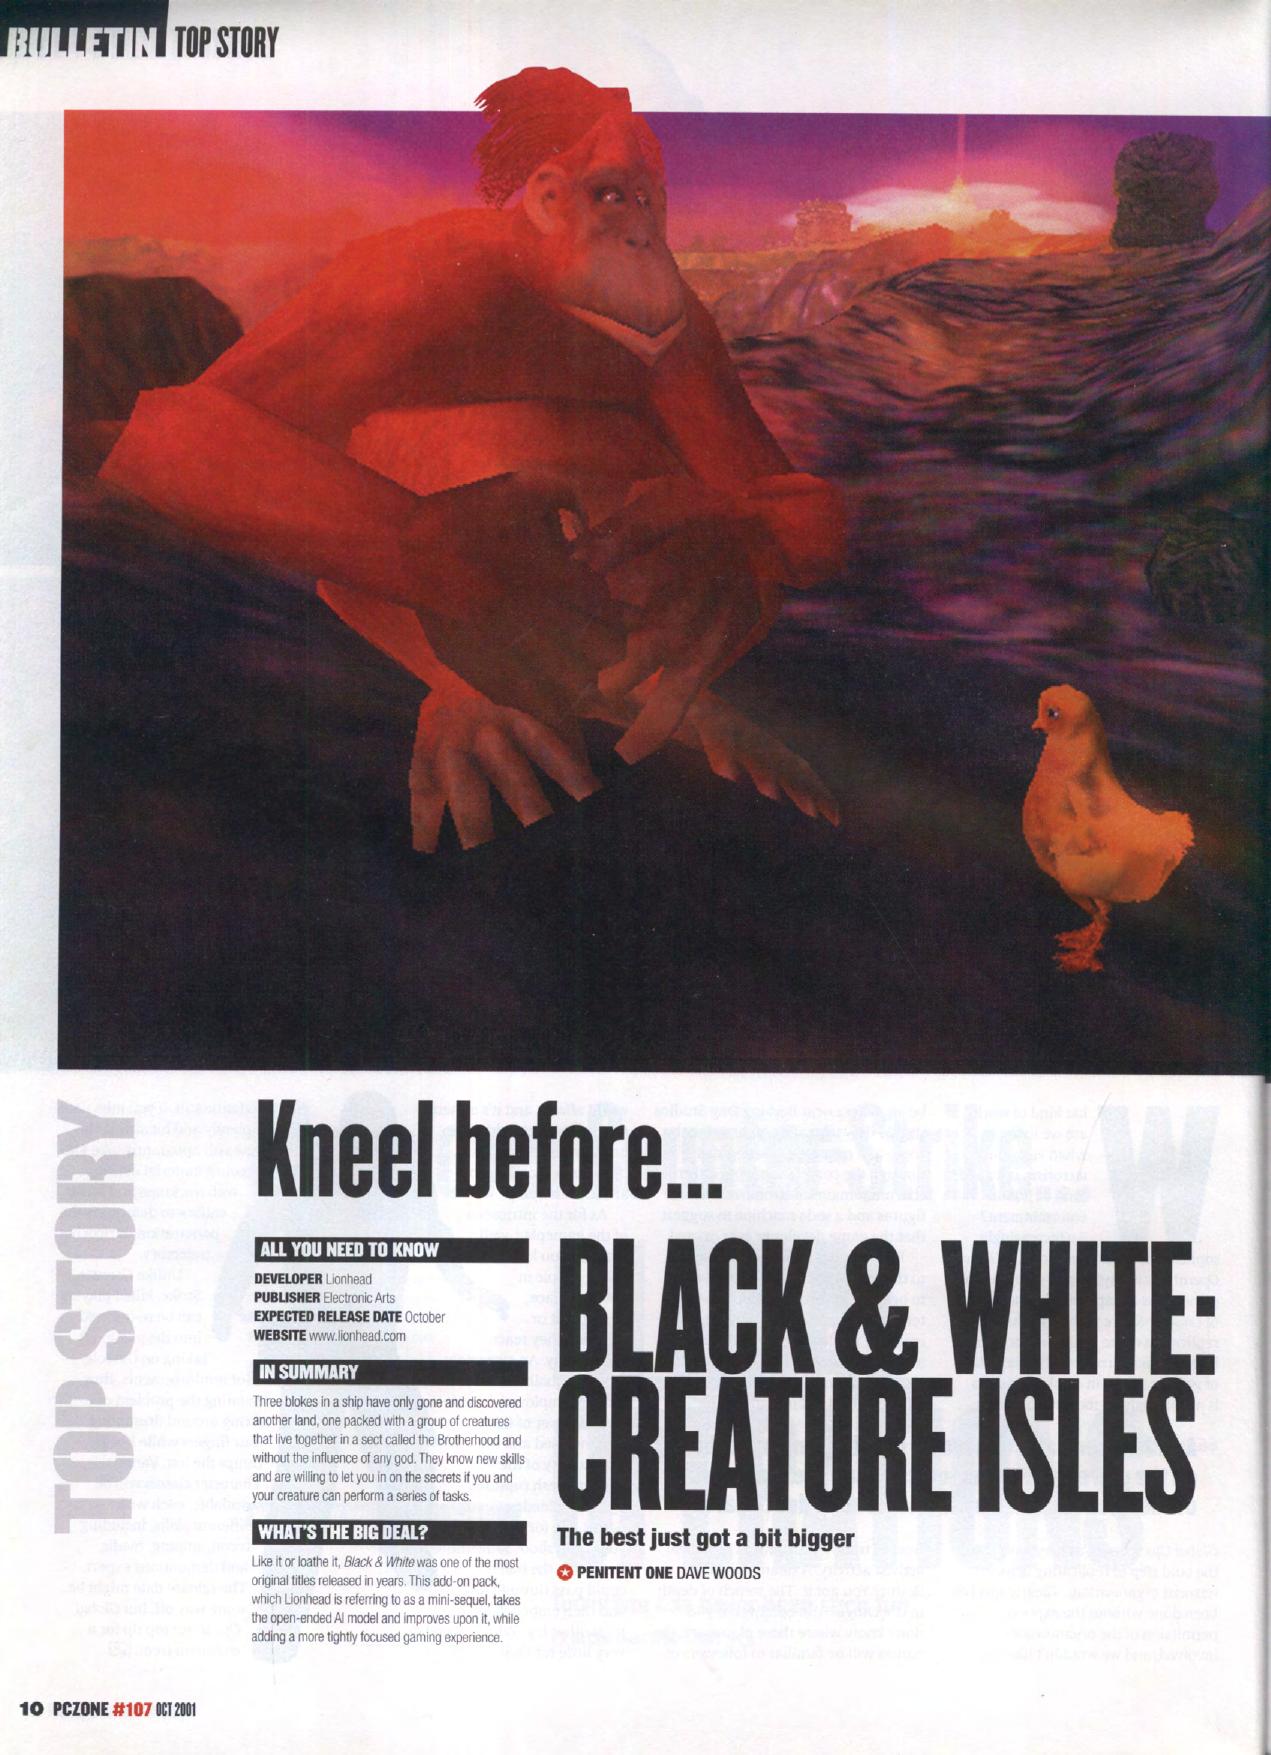 BULLETIN TOP STORY
TOP STORY
Kneel before...
ALL YOU NEED TO KNOW
DEVELOPER Lionhead
PUBLISHER Electronic Arts
EXPECTED RELEASE DATE October
WEBSITE www.lionhead.com
IN SUMMARY
Three blokes in a ship have only gone and discovered
another land, one packed with a group of creatures
that live together in a sect called the Brotherhood and
without the influence of any god. They know new skills
and are willing to let you in on the secrets if you and
your creature can perform a series of tasks.
WHAT'S THE BIG DEAL?
Like it or loathe it, Black & White was one of the most
original titles released in years. This add-on pack,
which Lionhead is referring to as a mini-sequel, takes
the open-ended AI model and improves upon it, while
adding a more tightly focused gaming experience.
BLACK & WHITE:
CREATURE ISLES
The best just got a bit bigger
PENITENT ONE DAVE WOODS
10 PCZONE #107 OCT 2001